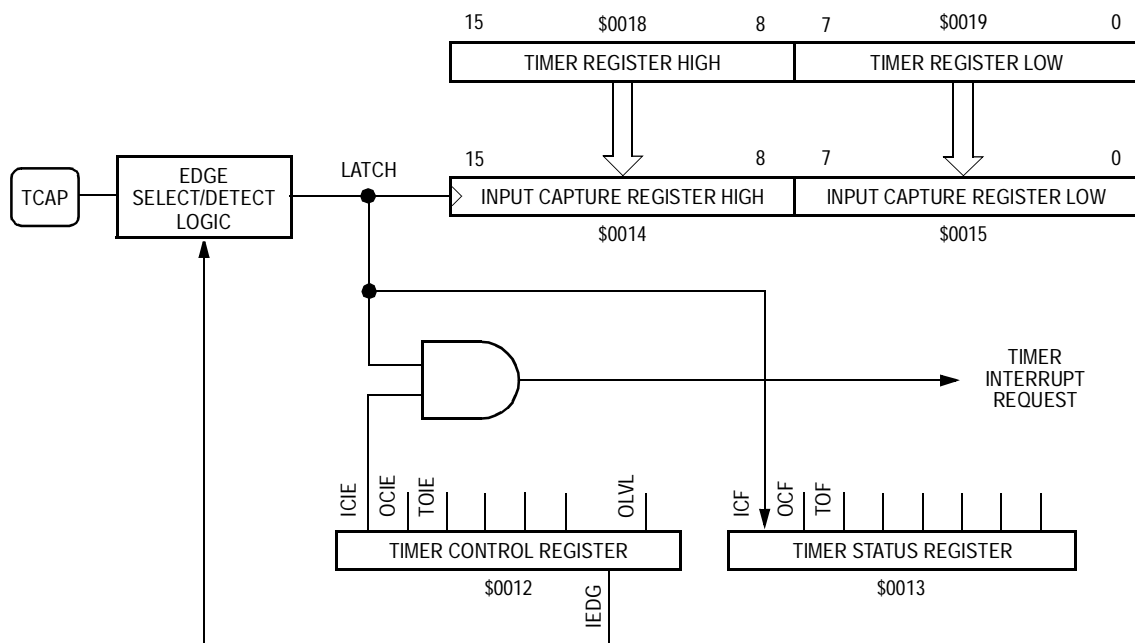 15 $0018 8 7 $0019 0
TIMER REGISTER HIGH TIMER REGISTER LOW
15 8 7 0
LATCH
TCAP
EDGE
SELECT/DETECT
LOGIC
INPUT CAPTURE REGISTER HIGH INPUT CAPTURE REGISTER LOW
$0014 $0015
TIMER
INTERRUPT
REQUEST
ICIE
OCIE
TOIE
OLVL
ICF
OCF
TOF
TIMER CONTROL REGISTER TIMER STATUS REGISTER
$0012 $0013
IEDG